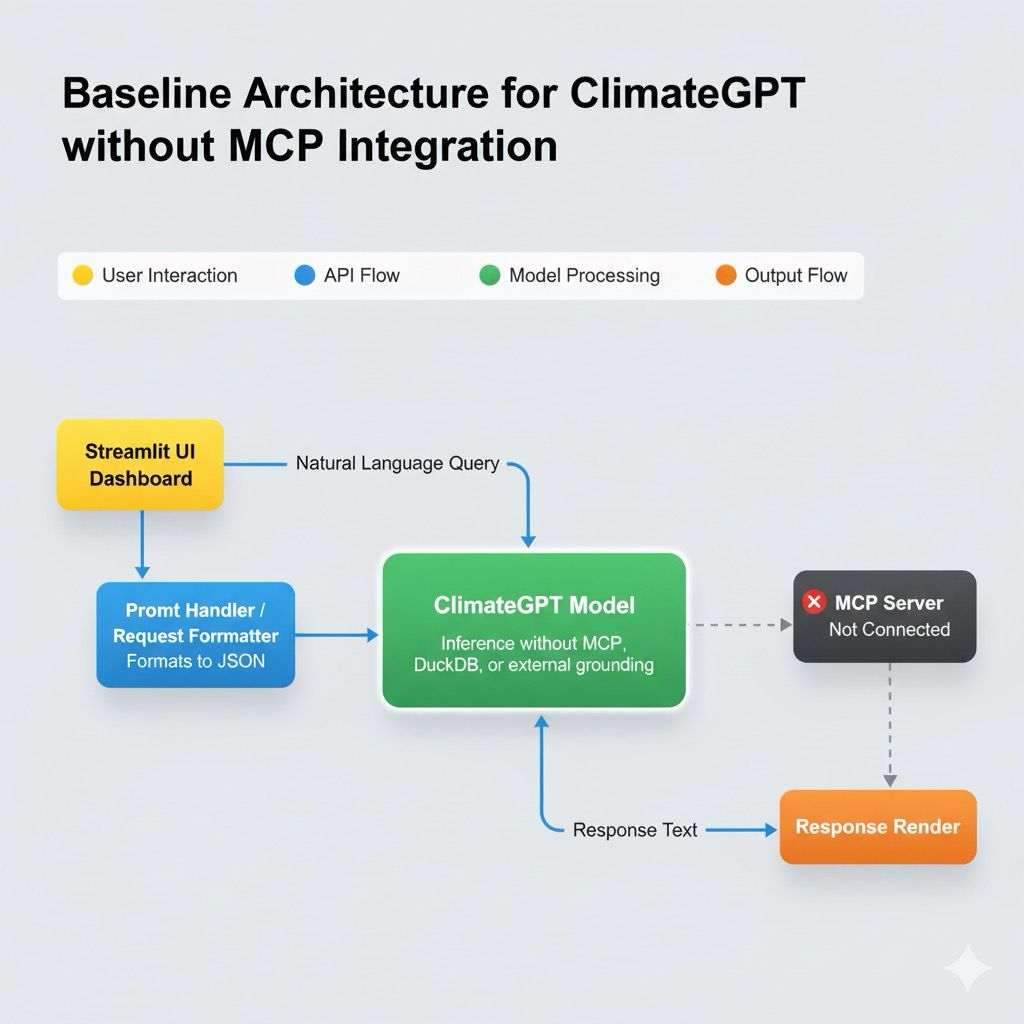 Baseline Architecture for ClimateGPT
without MCP Integration
User Interaction
API Flow
Model Processing
Output Flow
Streamlit UI
Dashboard
Natural Language Query
Promt Handler /
Request Forrmatter
Formats to JSON
ClimateGPT Model
Inference without MCP,
DuckDB, or external grounding
MCP Server
Not Connected
Response Text
Response Render